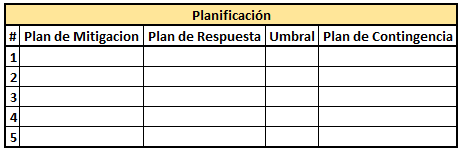 Planificación
# Plan de Mitigacion Plan de Respuesta Umbral Plan de Contingencia
1
2
3
4
5